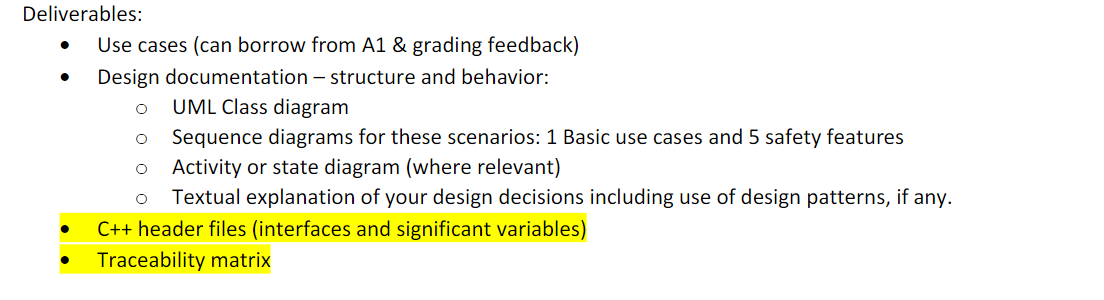 Deliverables:
• Use cases (can borrow from A1 & grading feedback)
• Design documentation – structure and behavior:
o UML Class diagram
o Sequence diagrams for these scenarios: 1 Basic use cases and 5 safety features
o Activity or state diagram (where relevant)
o Textual explanation of your design decisions including use of design patterns, if any.
• C++ header files (interfaces and significant variables)
• Traceability matrix